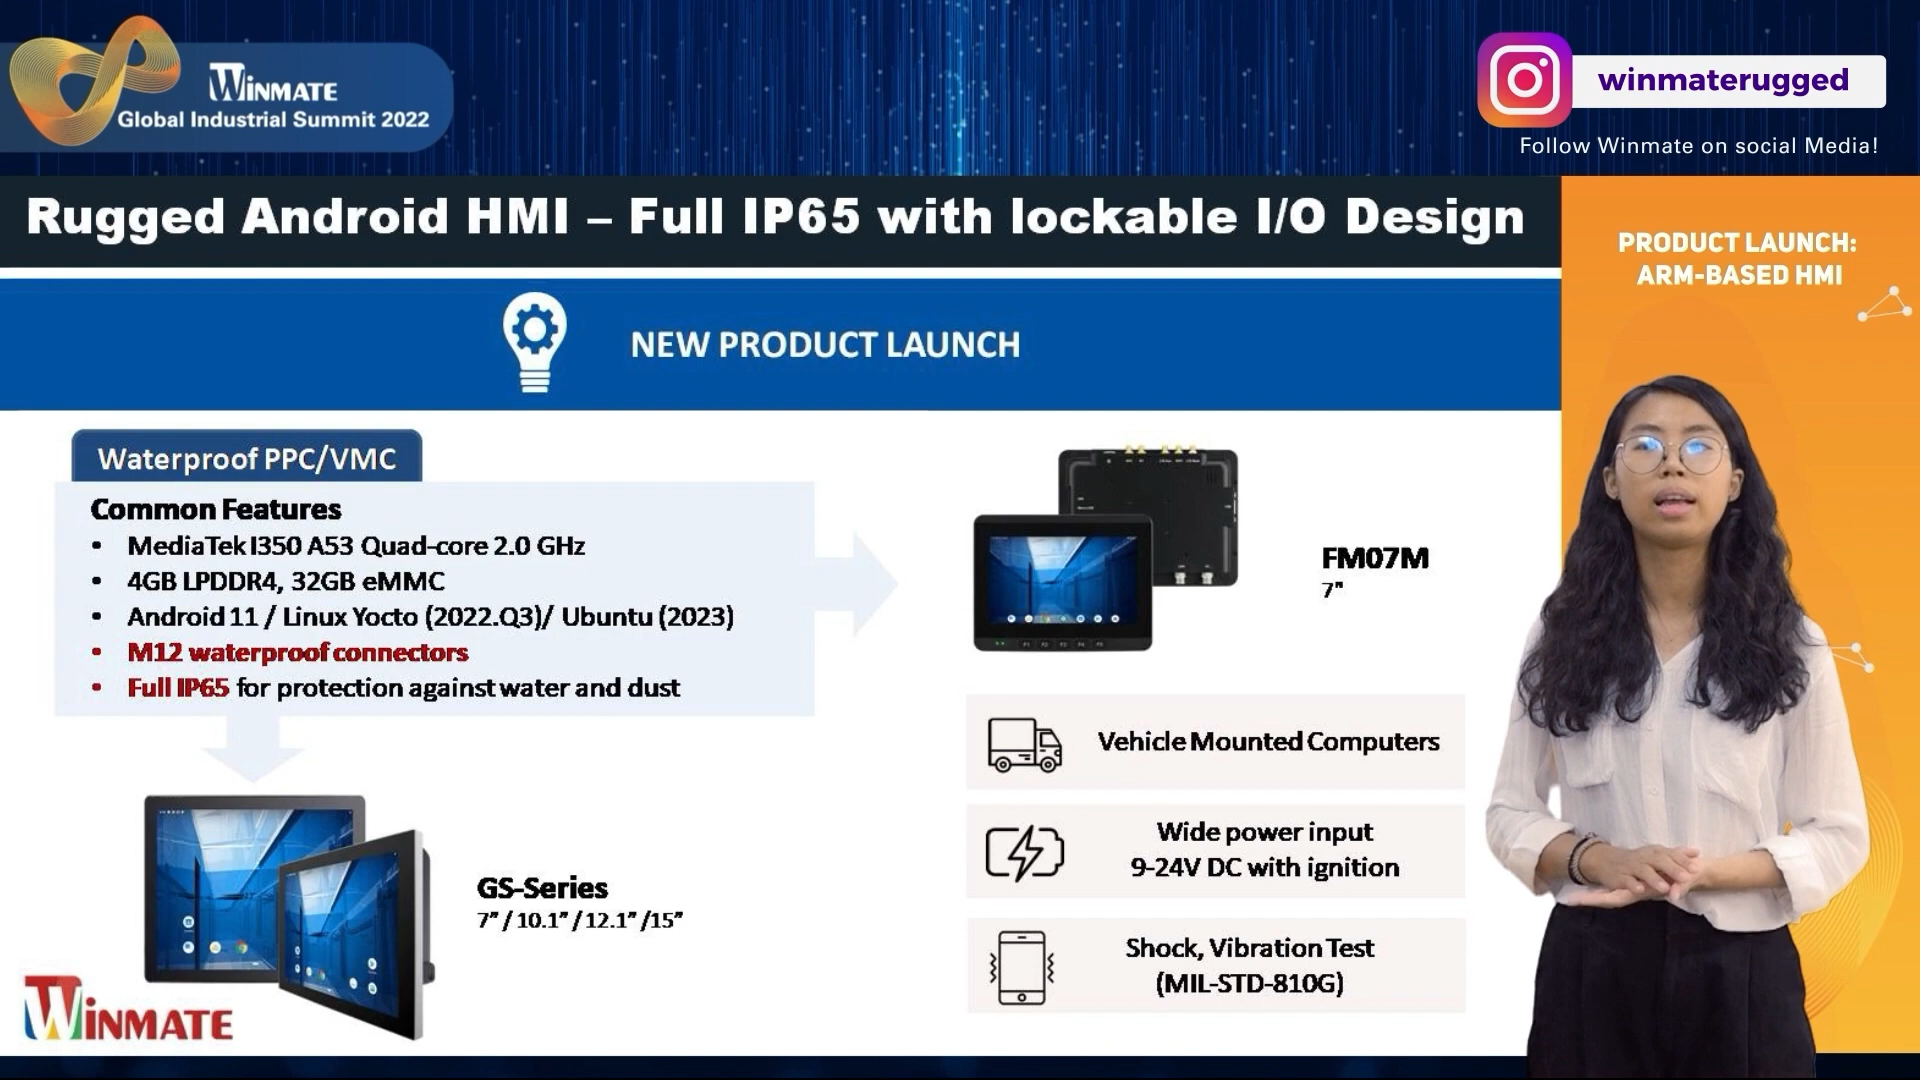 WINMATE
Global Industrial Summit 2022
winmaterugged
Follow Winmate on social Media!
Rugged Android HMI – Full IP65 with lockable I/O Design
PRODUCT LAUNCH:
ARM-BASED HMI
NEW PRODUCT LAUNCH
Waterproof PPC/VMC
Common Features
• MediaTek I350 A53 Quad-core 2.0 GHz
• 4GB LPDDR4, 32GB eMMC
• Android 11 / Linux Yocto (2022.Q3)/ Ubuntu (2023)
• M12 waterproof connectors
• Full IP65 for protection against water and dust
FM07M
7"
Vehicle Mounted Computers
Wide power input
9-24V DC with ignition
Shock, Vibration Test
(MIL-STD-810G)
GS-Series
7” / 10.1” / 12.1” /15”
WINMATE